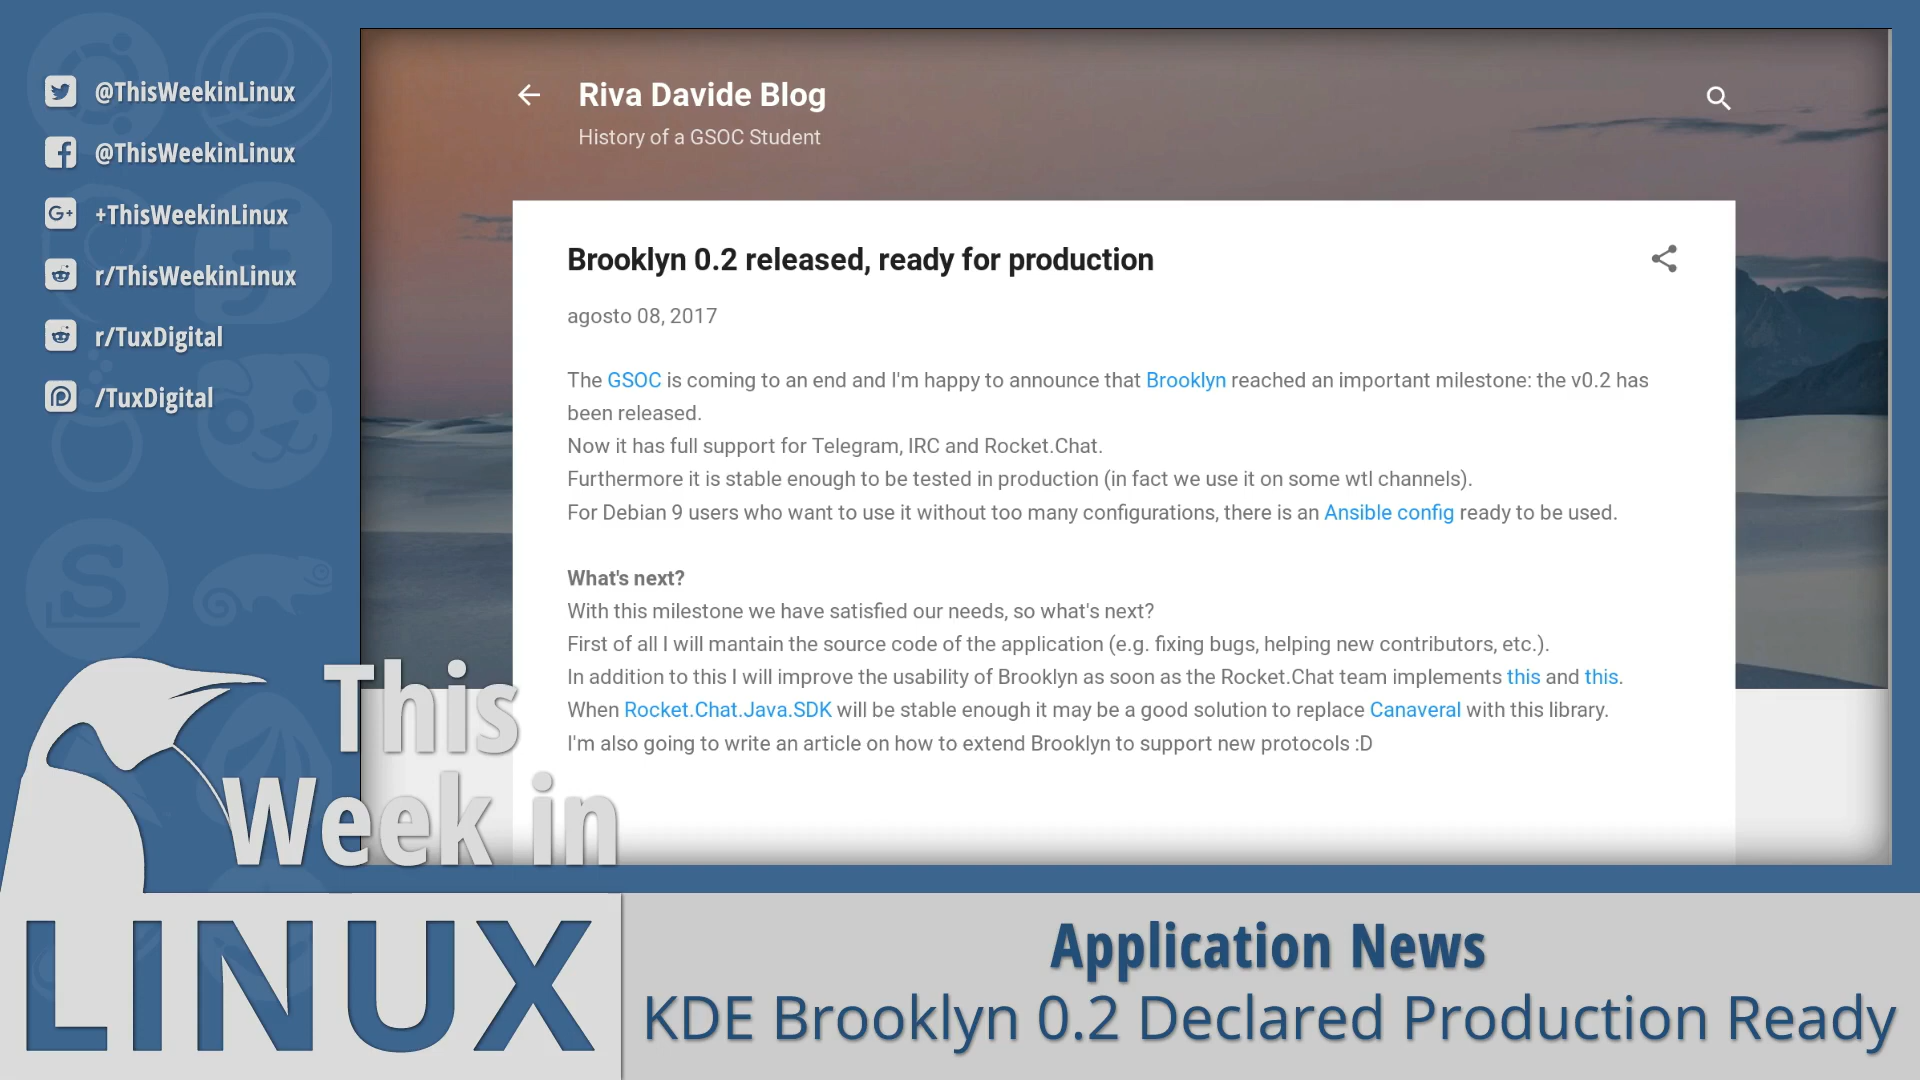 @ThisWeekinLinux
@ThisWeekinLinux
+ThisWeekinLinux
r/ThisWeekinLinux
r/TuxDigital
/TuxDigital
Riva Davide Blog
History of a GSOC Student
Brooklyn 0.2 released, ready for production
agosto 08, 2017
The GSOC is coming to an end and I'm happy to announce that Brooklyn reached an important milestone: the v0.2 has
been released.
Now it has full support for Telegram, IRC and Rocket.Chat.
Furthermore it is stable enough to be tested in production (in fact we use it on some wtl channels).
For Debian 9 users who want to use it without too many configurations, there is an Ansible config ready to be used.
What's next?
With this milestone we have satisfied our needs, so what's next?
First of all I will mantain the source code of the application (e.g. fixing bugs, helping new contributors, etc.).
In addition to this I will improve the usability of Brooklyn as soon as the Rocket.Chat team implements this and this.
When Rocket.Chat.Java.SDK will be stable enough it may be a good solution to replace Canaveral with this library.
I'm also going to write an article on how to extend Brooklyn to support new protocols :D
This
Week in
LINUX
Application News
KDE Brooklyn 0.2 Declared Production Ready